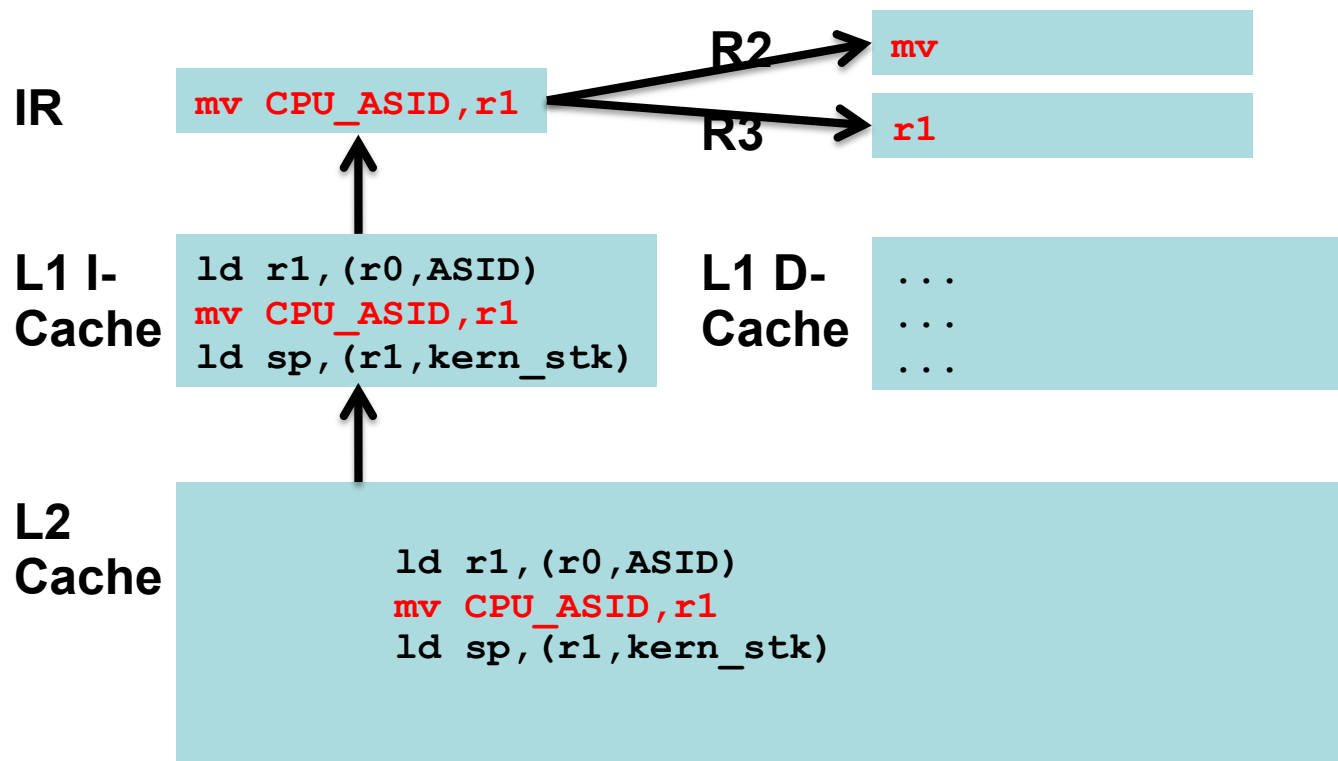 R2
mv
IR
mv CPU_ASID,r1
R3
r1
L1 I-
Cache
ld r1,(r0,ASID)
mv CPU_ASID,r1
ld sp,(r1,kern_stk)
L1 D-
Cache
...
...
...
L2
Cache
ld r1,(r0,ASID)
mv CPU_ASID,r1
ld sp,(r1,kern_stk)